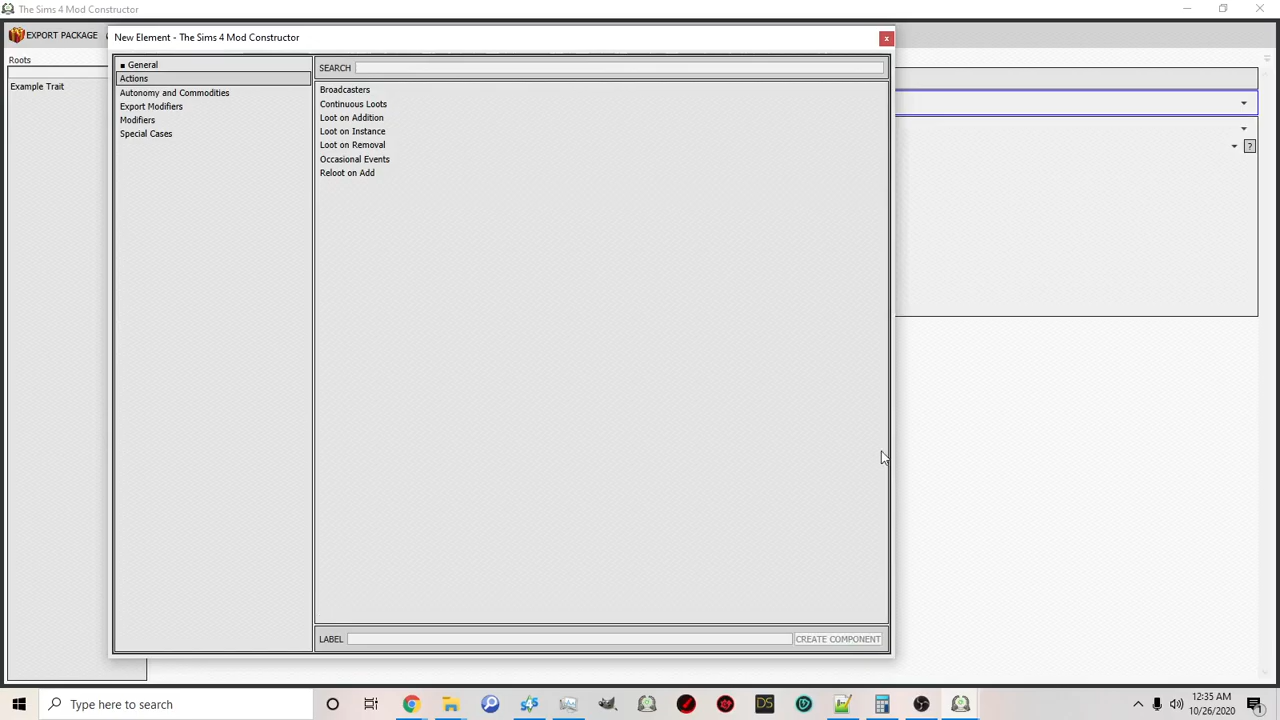 The Sims 4 Mod Constructor
EXPORT PACKAGE
New Element - The Sims 4 Mod Constructor
x
Roots
Example Trait
General
Actions
Autonomy and Commodities
Export Modifiers
Modifiers
Special Cases
SEARCH
Broadcasters
Continuous Loots
Loot on Addition
Loot on Instance
Loot on Removal
Occasional Events
Reloot on Add
?
LABEL
CREATE COMPONENT
Type here to search
DS
12:35 AM
10/26/2020
1